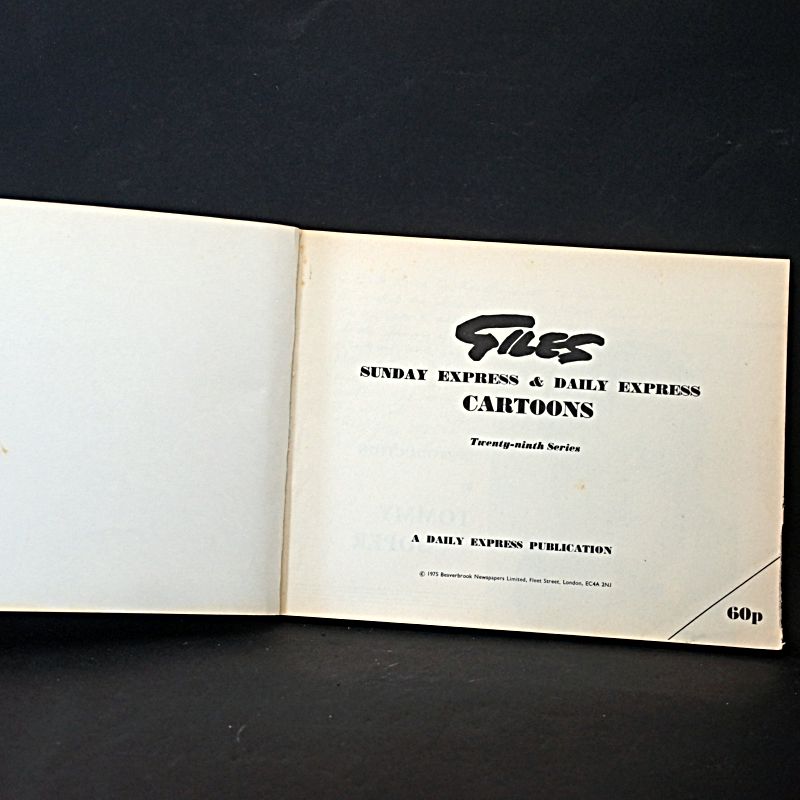 GILES
SUNDAY EXPRESS & DAILY EXPRESS
CARTOONS
Twenty-ninth Series
A DAILY EXPRESS PUBLICATION
© 1975 Beaverbrook Newspapers Limited, Fleet Street, London, EC4A 2NJ
60p